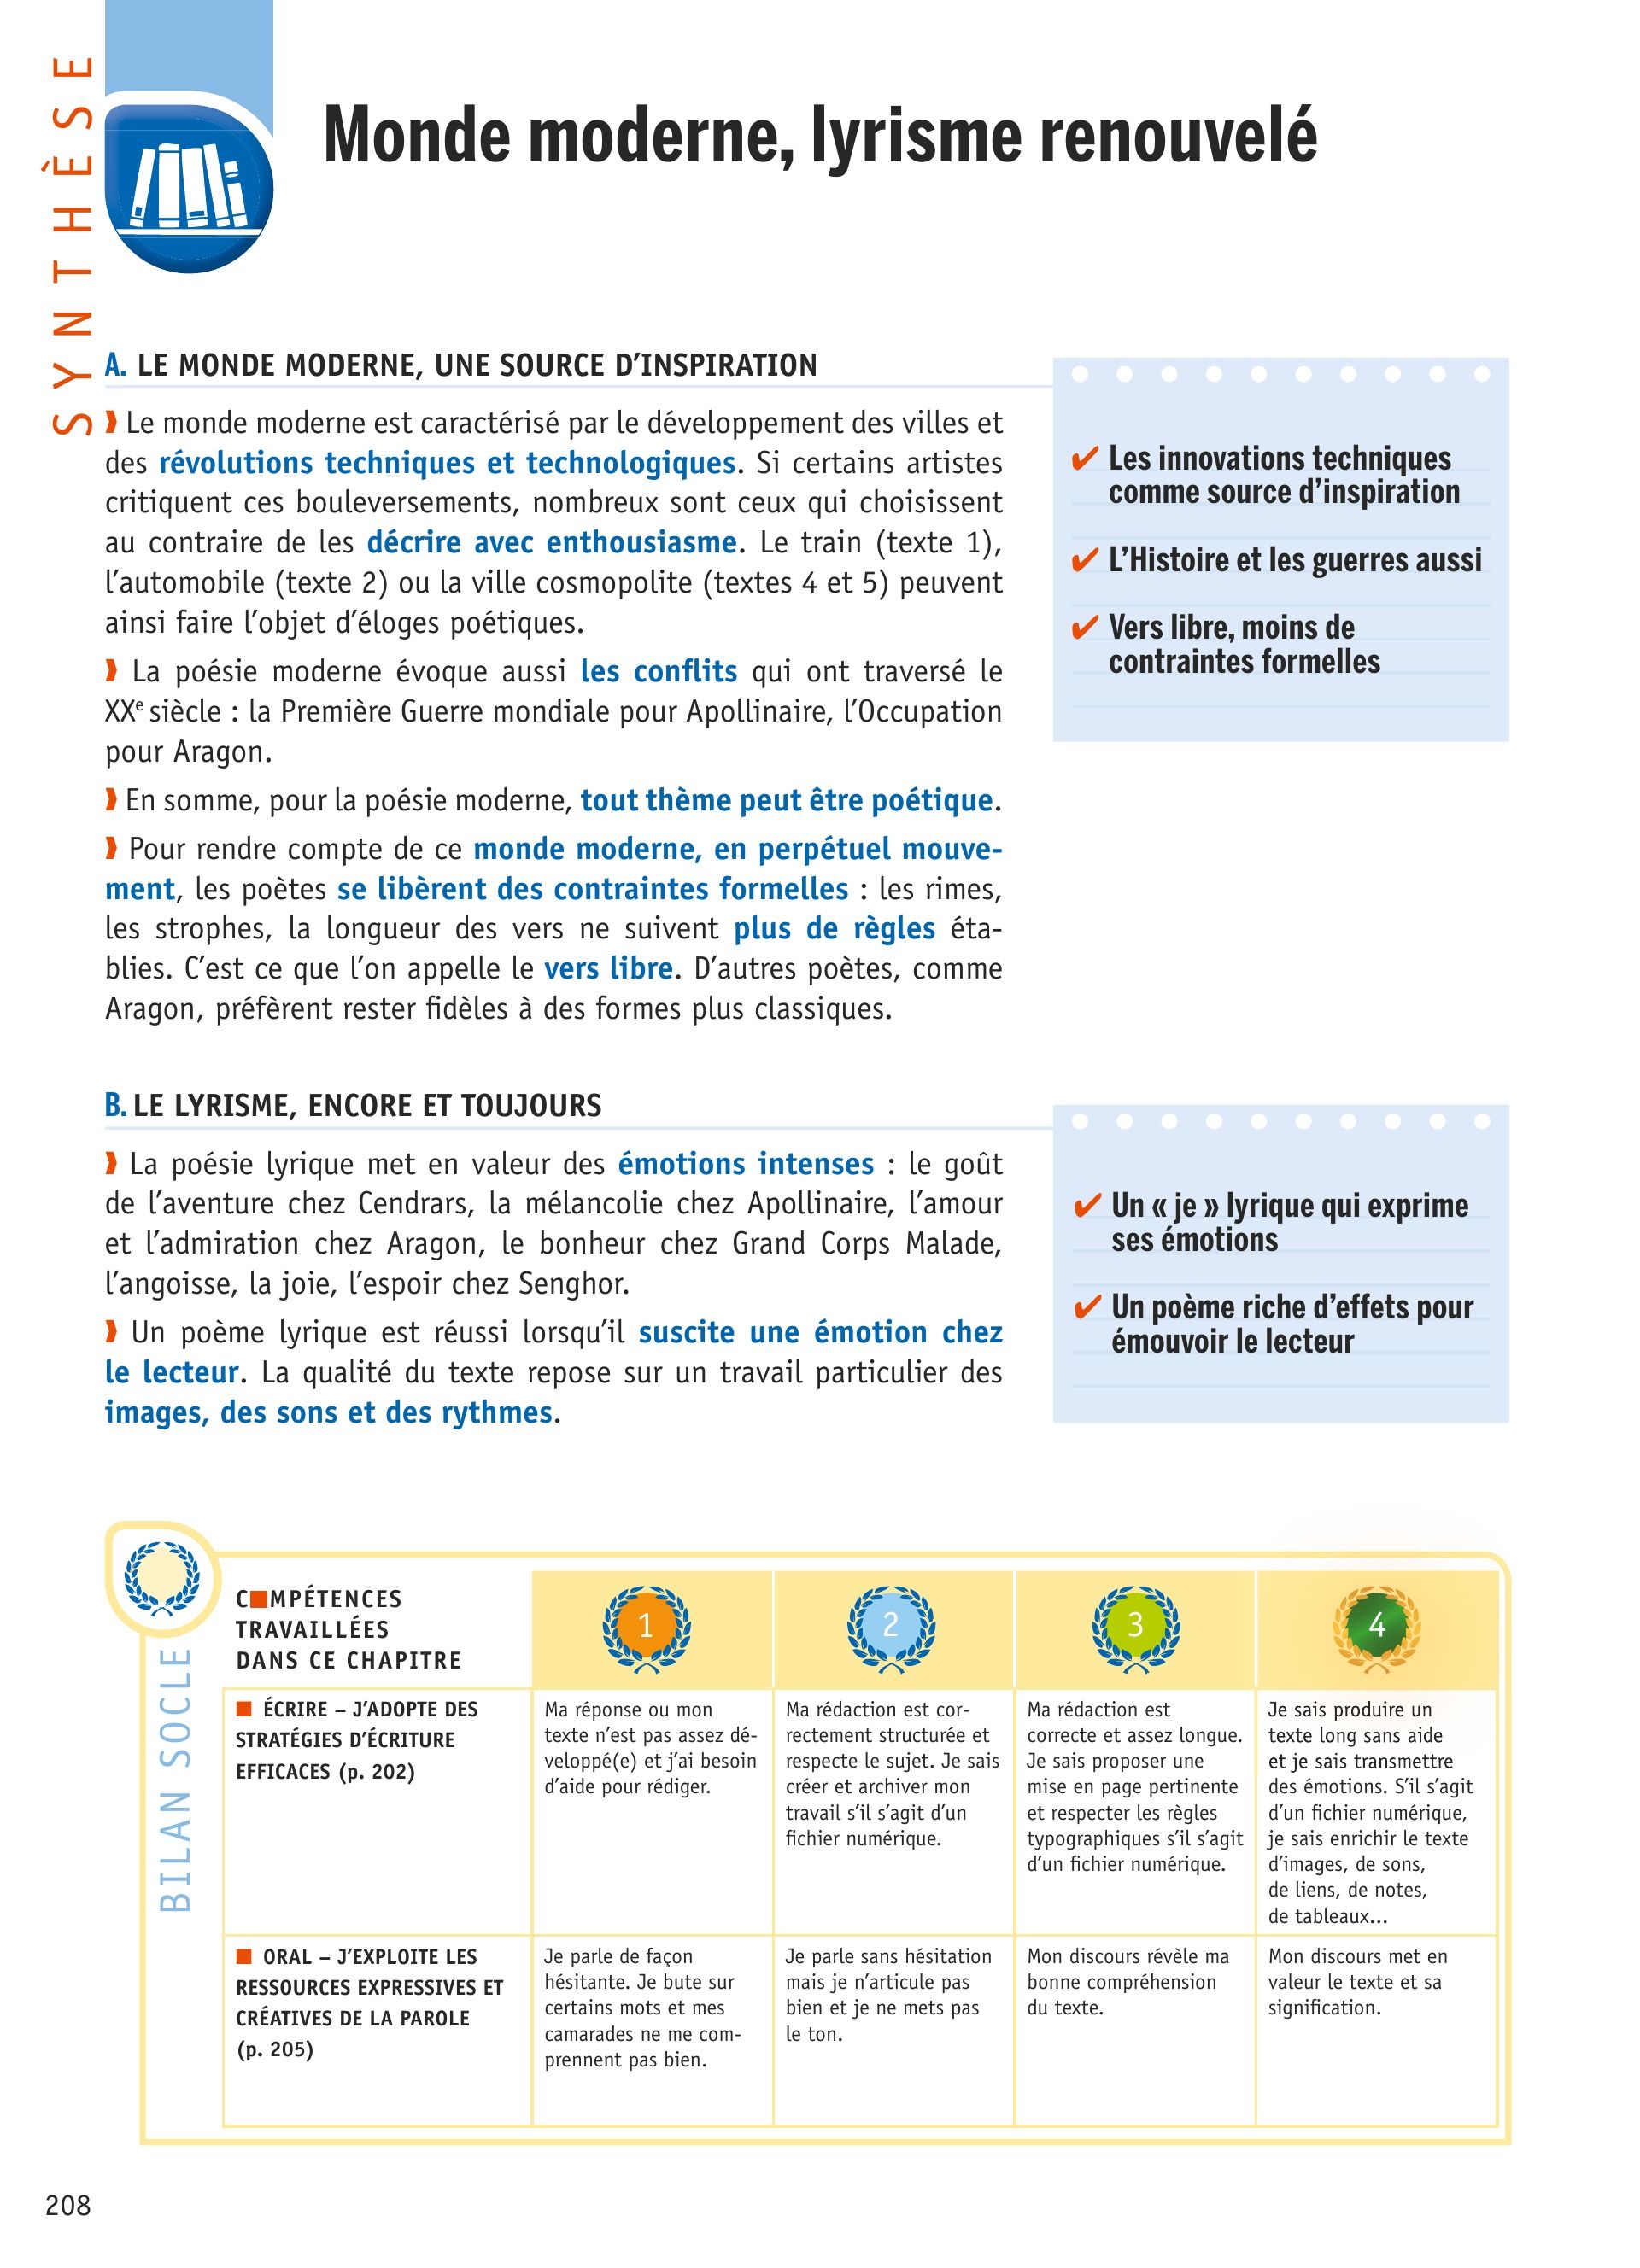 SYNTHÈSE
Monde moderne, lyrisme renouvelé
A. LE MONDE MODERNE, UNE SOURCE D’INSPIRATION
❱ Le monde moderne est caractérisé par le développement des villes et
des révolutions techniques et technologiques. Si certains artistes
critiquent ces bouleversements, nombreux sont ceux qui choisissent
au contraire de les décrire avec enthousiasme. Le train (texte 1),
l’automobile (texte 2) ou la ville cosmopolite (textes 4 et 5) peuvent
ainsi faire l’objet d’éloges poétiques.
❱ La poésie moderne évoque aussi les conflits qui ont traversé le
XXe siècle : la Première Guerre mondiale pour Apollinaire, l’Occupation
pour Aragon.
❱ En somme, pour la poésie moderne, tout thème peut être poétique.
❱ Pour rendre compte de ce monde moderne, en perpétuel mouve-
ment, les poètes se libèrent des contraintes formelles : les rimes,
les strophes, la longueur des vers ne suivent plus de règles éta-
blies. C’est ce que l’on appelle le vers libre. D’autres poètes, comme
Aragon, préfèrent rester fidèles à des formes plus classiques.
✔ Les innovations techniques
comme source d’inspiration
✔ L’Histoire et les guerres aussi
✔ Vers libre, moins de
contraintes formelles
B. LE LYRISME, ENCORE ET TOUJOURS
❱ La poésie lyrique met en valeur des émotions intenses : le goût
de l’aventure chez Cendrars, la mélancolie chez Apollinaire, l’amour
et l’admiration chez Aragon, le bonheur chez Grand Corps Malade,
l’angoisse, la joie, l’espoir chez Senghor.
❱ Un poème lyrique est réussi lorsqu’il suscite une émotion chez
le lecteur. La qualité du texte repose sur un travail particulier des
images, des sons et des rythmes.
✔ Un « je » lyrique qui exprime
ses émotions
✔ Un poème riche d’effets pour
émouvoir le lecteur
BILAN SOCLE
C■MPÉTENCES
TRAVAILLÉES
DANS CE CHAPITRE
1
2
3
4
■ ÉCRIRE – J’ADOPTE DES
STRATÉGIES D’ÉCRITURE
EFFICACES (p. 202)
Ma réponse ou mon
texte n’est pas assez dé-
veloppé(e) et j’ai besoin
d’aide pour rédiger.
Ma rédaction est cor-
rectement structurée et
respecte le sujet. Je sais
créer et archiver mon
travail s’il s’agit d’un
fichier numérique.
Ma rédaction est
correcte et assez longue.
Je sais proposer une
mise en page pertinente
et respecter les règles
typographiques s’il s’agit
d’un fichier numérique.
Je sais produire un
texte long sans aide
et je sais transmettre
des émotions. S’il s’agit
d’un fichier numérique,
je sais enrichir le texte
d’images, de sons,
de liens, de notes,
de tableaux…
■ ORAL – J’EXPLOITE LES
RESSOURCES EXPRESSIVES ET
CRÉATIVES DE LA PAROLE
(p. 205)
Je parle de façon
hésitante. Je bute sur
certains mots et mes
camarades ne me com-
prennent pas bien.
Je parle sans hésitation
mais je n’articule pas
bien et je ne mets pas
le ton.
Mon discours révèle ma
bonne compréhension
du texte.
Mon discours met en
valeur le texte et sa
signification.
208